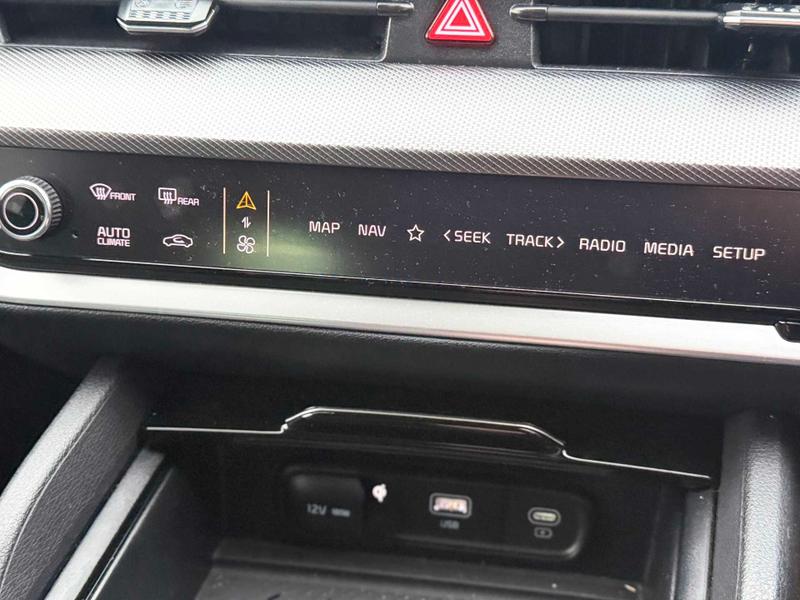 FRONT
REAR
AUTO
CLIMATE
MAP
NAV
< SEEK
TRACK >
RADIO
MEDIA
SETUP
12V
USB